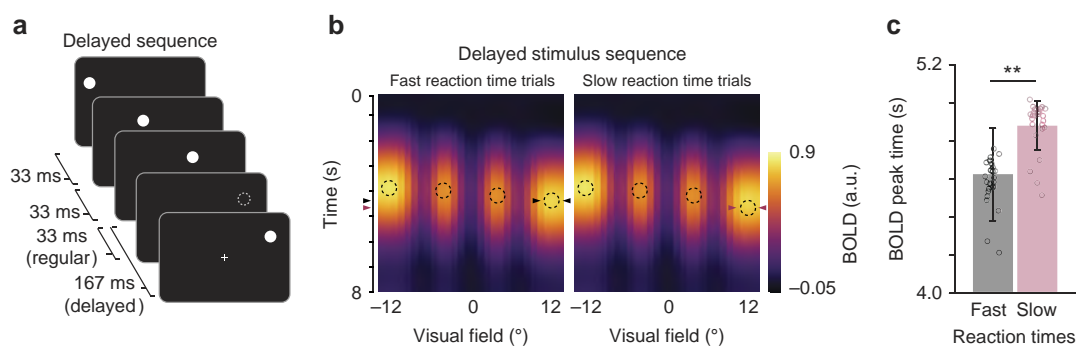 a
Delayed sequence
33 ms
33 ms
33 ms
(regular)
167 ms
(delayed)
b
Delayed stimulus sequence
Fast reaction time trials
Slow reaction time trials
0
Time (s)
8
−12
0
12
Visual field (°)
−12
0
12
Visual field (°)
0.9
BOLD (a.u.)
−0.05
c
5.2
**
BOLD peak time (s)
4.0
Fast Slow
Reaction times